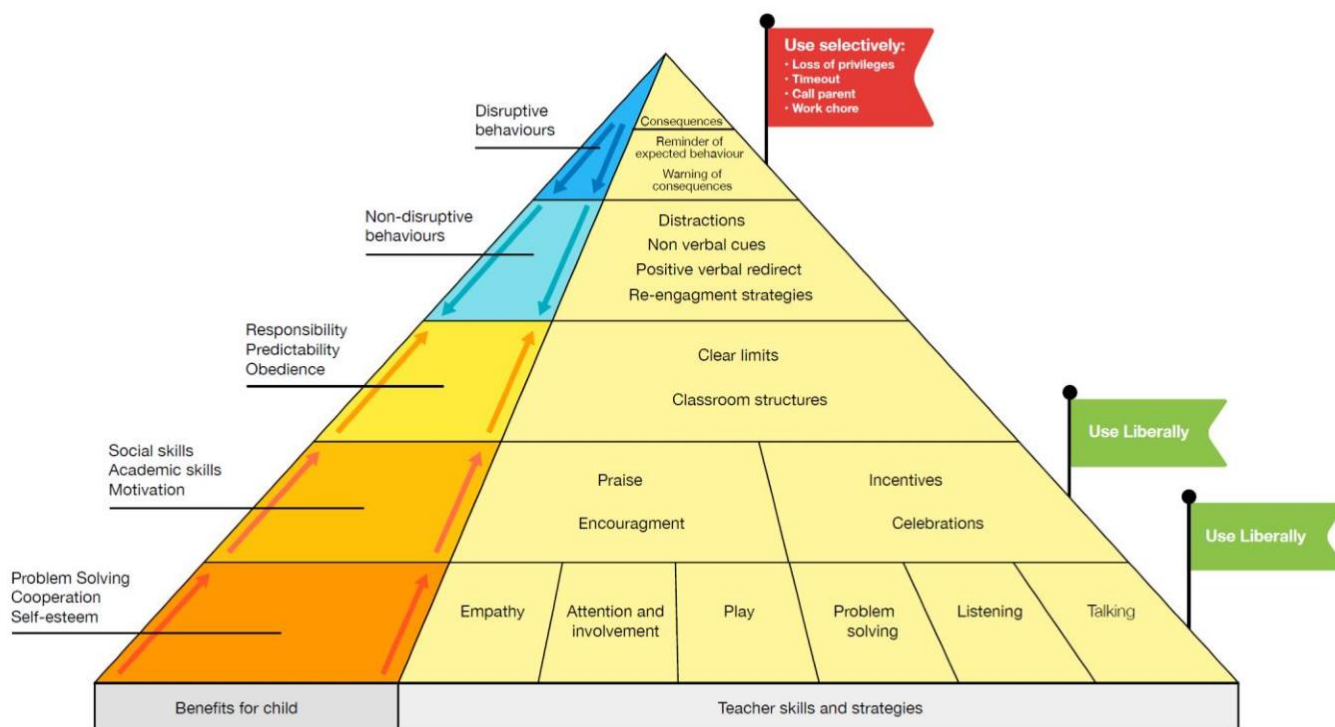 Use selectively:
• Loss of privileges
• Timeout
• Call parent
• Work chore
Disruptive
behaviours
Consequences
Reminder of
expected behaviour
Warning of
consequences
Non-disruptive
behaviours
Distractions
Non verbal cues
Positive verbal redirect
Re-engagment strategies
Responsibility
Predictability
Obedience
Clear limits
Classroom structures
Use Liberally
Social skills
Academic skills
Motivation
Praise
Encouragment
Incentives
Celebrations
Use Liberally
Problem Solving
Cooperation
Self-esteem
Empathy
Attention and
involvement
Play
Problem
solving
Listening
Talking
Benefits for child
Teacher skills and strategies